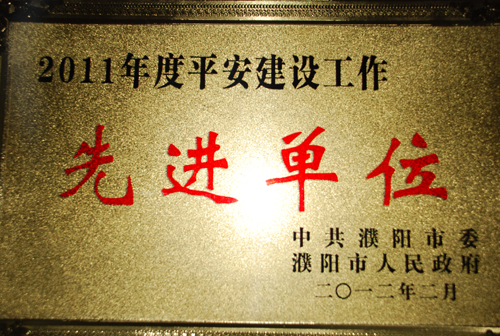 2011年度平安建设工作
先进单位
中共濮阳市委
濮阳市人民政府
二〇一二年二月